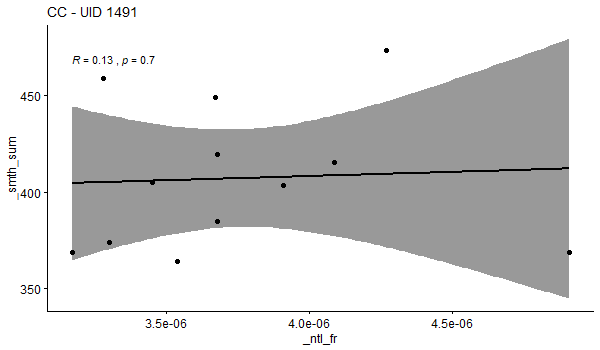 CC - UID 1491
R = 0.13 , p = 0.7
450
400
350
_smth_sum
3.5e-06 4.0e-06 4.5e-06
_ntl_fr